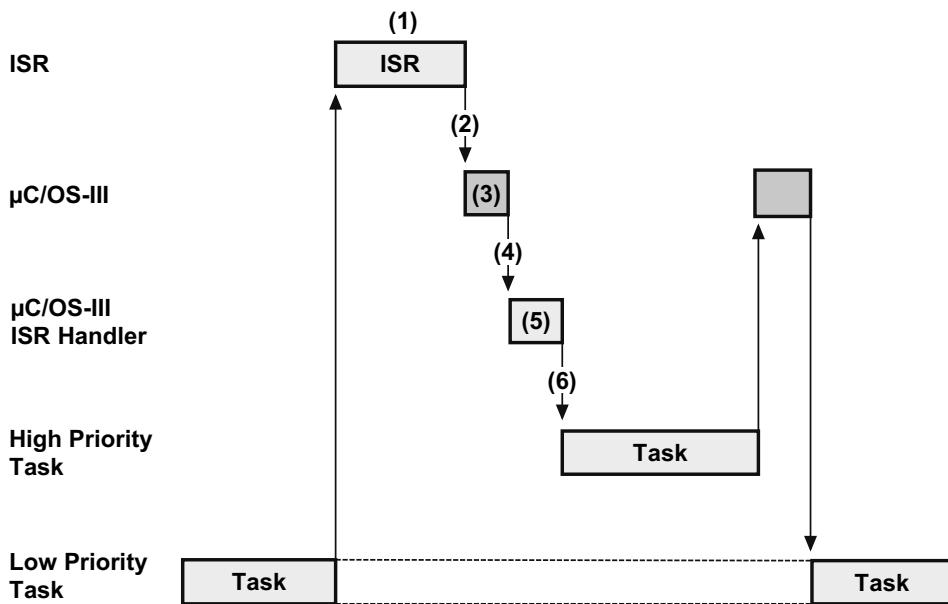 (1)
ISR
ISR
(2)
µC/OS-III
(3)
(4)
µC/OS-III
ISR Handler
(5)
(6)
High Priority
Task
Task
Low Priority
Task
Task
Task